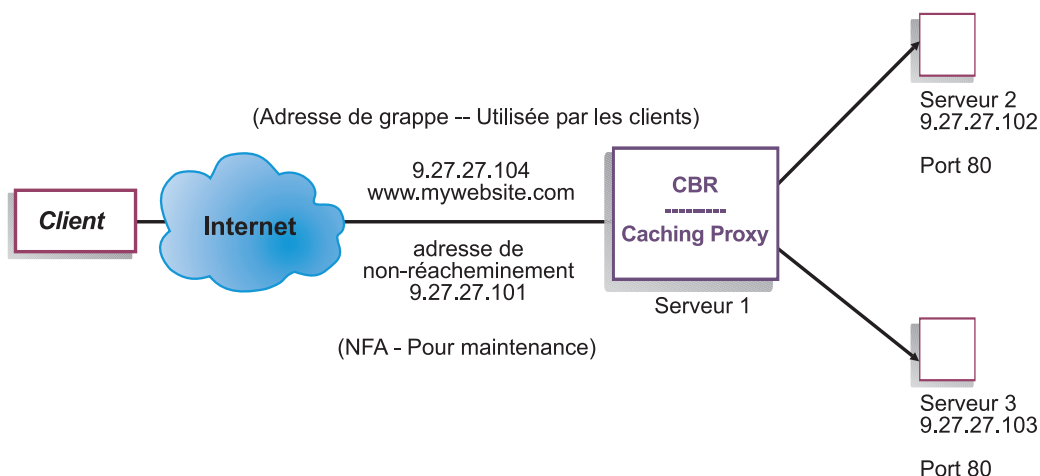 Client
Internet
(Adresse de grappe -- Utilisée par les clients)
9.27.27.104
www.mywebsite.com
adresse de
non-réacheminement
9.27.27.101
(NFA - Pour maintenance)
CBR
---------
Caching Proxy
Serveur 1
Serveur 2
9.27.27.102
Port 80
Serveur 3
9.27.27.103
Port 80